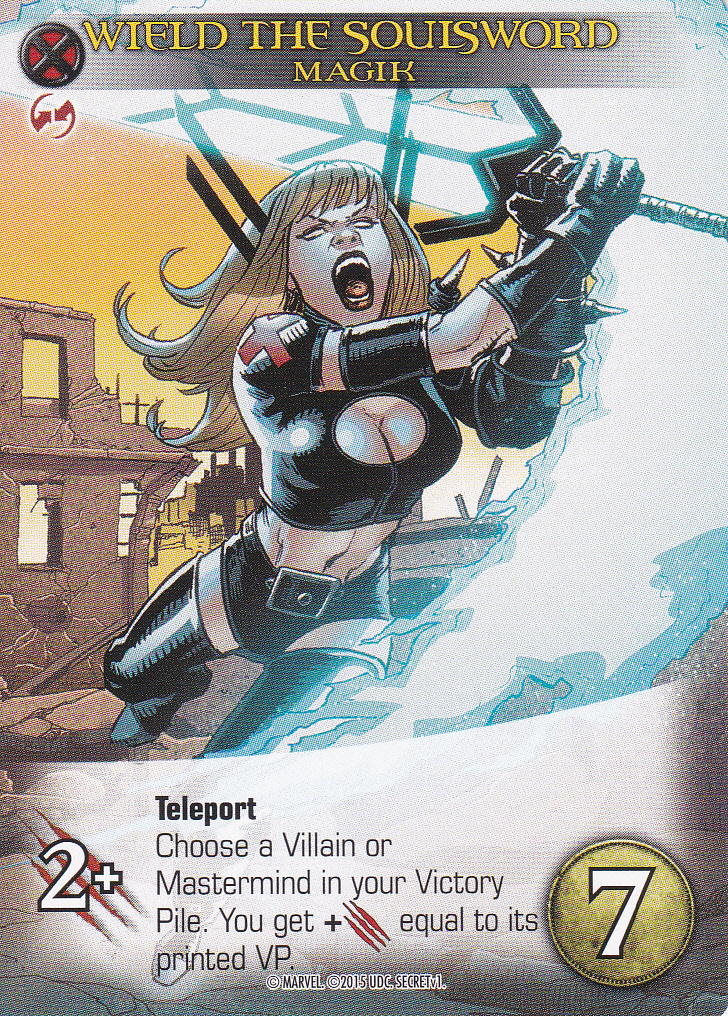 WIELD THE SOULSWORD
MAGIK
Teleport
Choose a Villain or
Mastermind in your Victory
Pile. You get + equal to its
printed VP.
2+
7
© MARVEL. ©2015 UDC. SECRET-1.